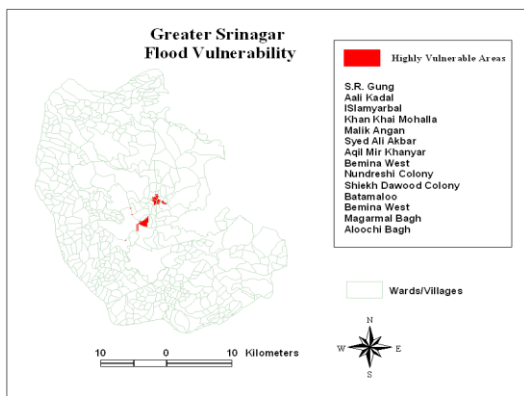 Greater Srinagar
Flood Vulnerability
Highly Vulnerable Areas
S.R. Gung
Aali Kadal
ISlamyarbal
Khan Khai Mohalla
Malik Angan
Syed Ali Akbar
Aqil Mir Khanyar
Bemina West
Nundreshi Colony
Shiekh Dawood Colony
Batamaloo
Bemina West
Magarmal Bagh
Aloochi Bagh
Wards/Villages
N
W E
S
10 0 10 Kilometers